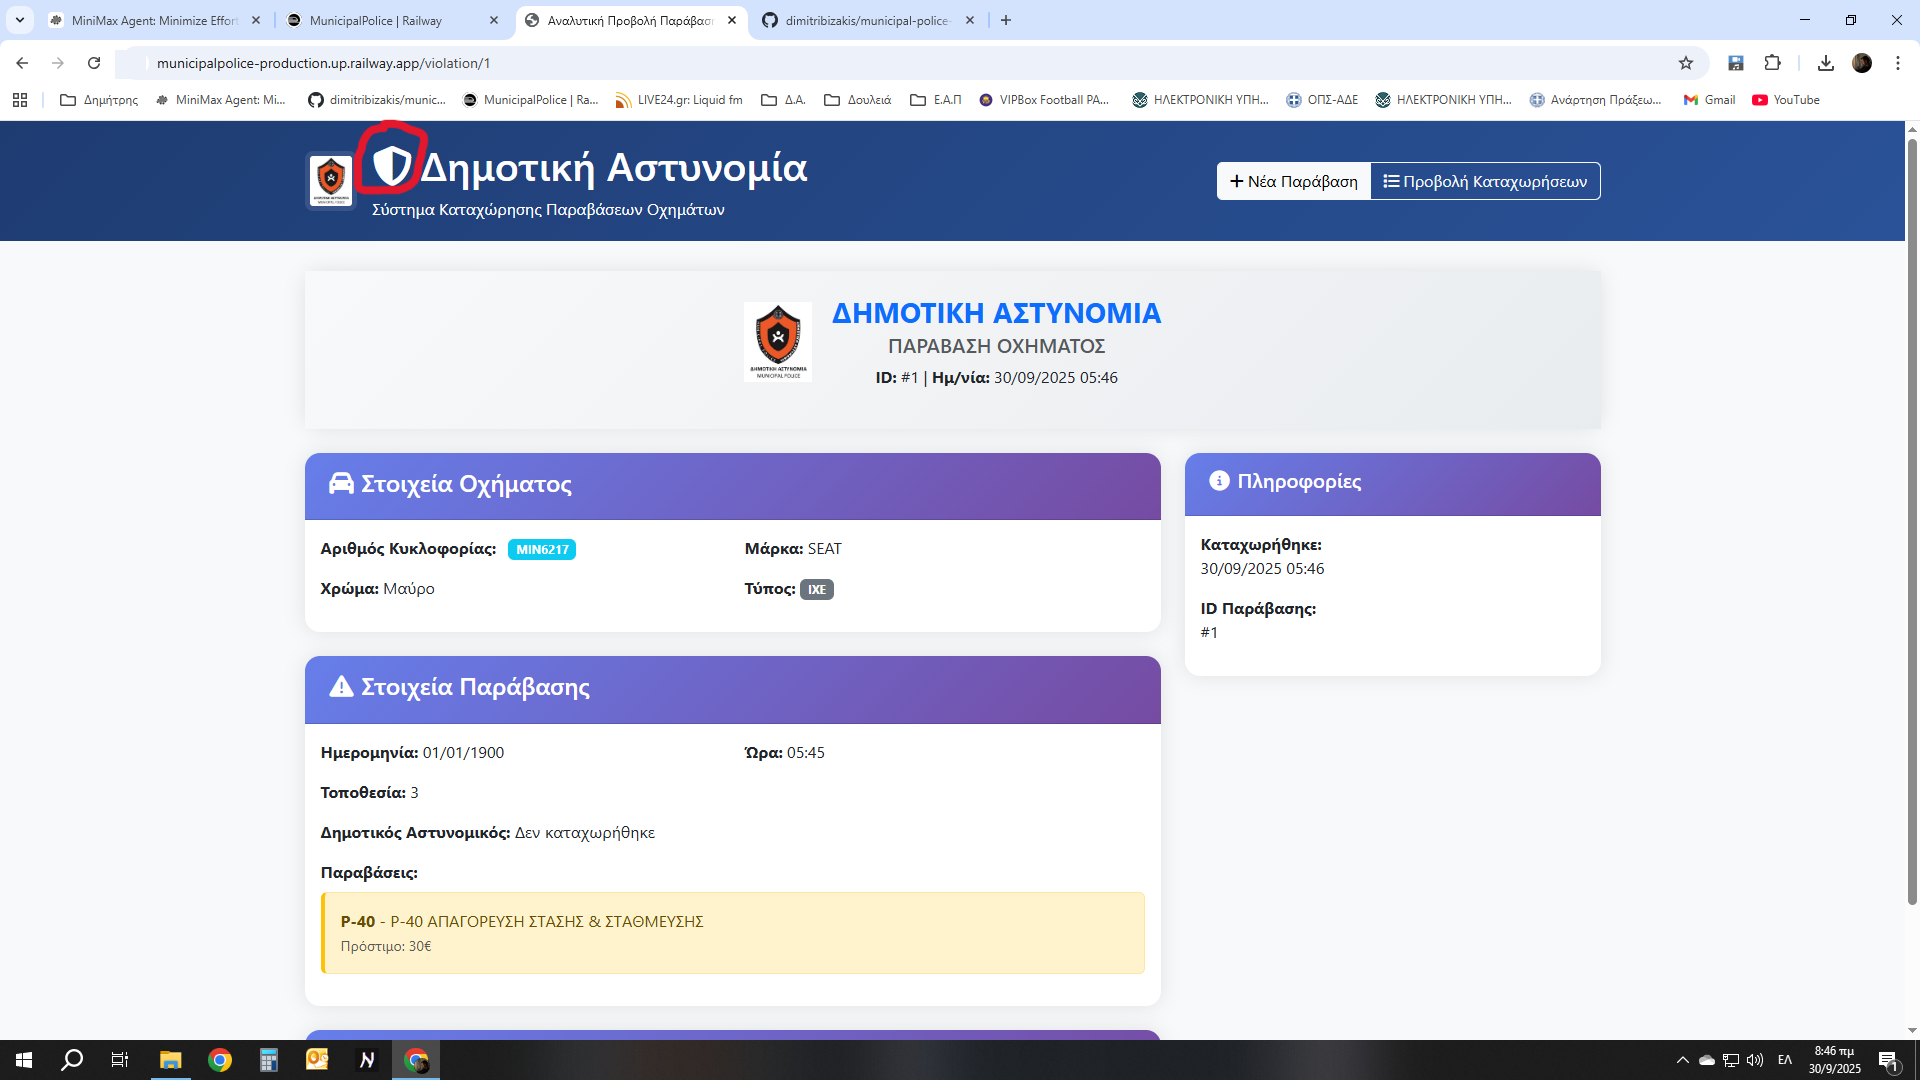 MiniMax Agent: Minimize Effor
MunicipalPolice | Railway
Αναλυτική Προβολή Παράβασ
dimitribizakis/municipal-police-
municipalpolice-production.up.railway.app/violation/1
Δημήτρης
MiniMax Agent: Mi...
dimitribizakis/munic...
MunicipalPolice | Ra...
LIVE24.gr: Liquid fm
Δ.Α.
Δουλειά
Ε.Α.Π
VIPBox Football PA...
ΗΛΕΚΤΡΟΝΙΚΗ ΥΠΗ...
ΟΠΣ-ΑΔΕ
ΗΛΕΚΤΡΟΝΙΚΗ ΥΠΗ...
Ανάρτηση Πράξεω...
Gmail
YouTube
Δημοτική Αστυνομία
Σύστημα Καταχώρησης Παραβάσεων Οχημάτων
Νέα Παράβαση
Προβολή Καταχωρήσεων
ΔΗΜΟΤΙΚΗ ΑΣΤΥΝΟΜΙΑ
MUNICIPAL POLICE
ΔΗΜΟΤΙΚΗ ΑΣΤΥΝΟΜΙΑ
ΠΑΡΑΒΑΣΗ ΟΧΗΜΑΤΟΣ
ID: #1 | Ημ/νία: 30/09/2025 05:46
Στοιχεία Οχήματος
Αριθμός Κυκλοφορίας: MIN6217
Μάρκα: SEAT
Χρώμα: Μαύρο
Τύπος: ΙΧΕ
Πληροφορίες
Καταχωρήθηκε:
30/09/2025 05:46
ID Παράβασης:
#1
Στοιχεία Παράβασης
Ημερομηνία: 01/01/1900
Ώρα: 05:45
Τοποθεσία: 3
Δημοτικός Αστυνομικός: Δεν καταχωρήθηκε
Παραβάσεις:
P-40 - P-40 ΑΠΑΓΟΡΕΥΣΗ ΣΤΑΣΗΣ & ΣΤΑΘΜΕΥΣΗΣ
Πρόστιμο: 30€
ΕΛ
8:46 πμ
30/9/2025
1